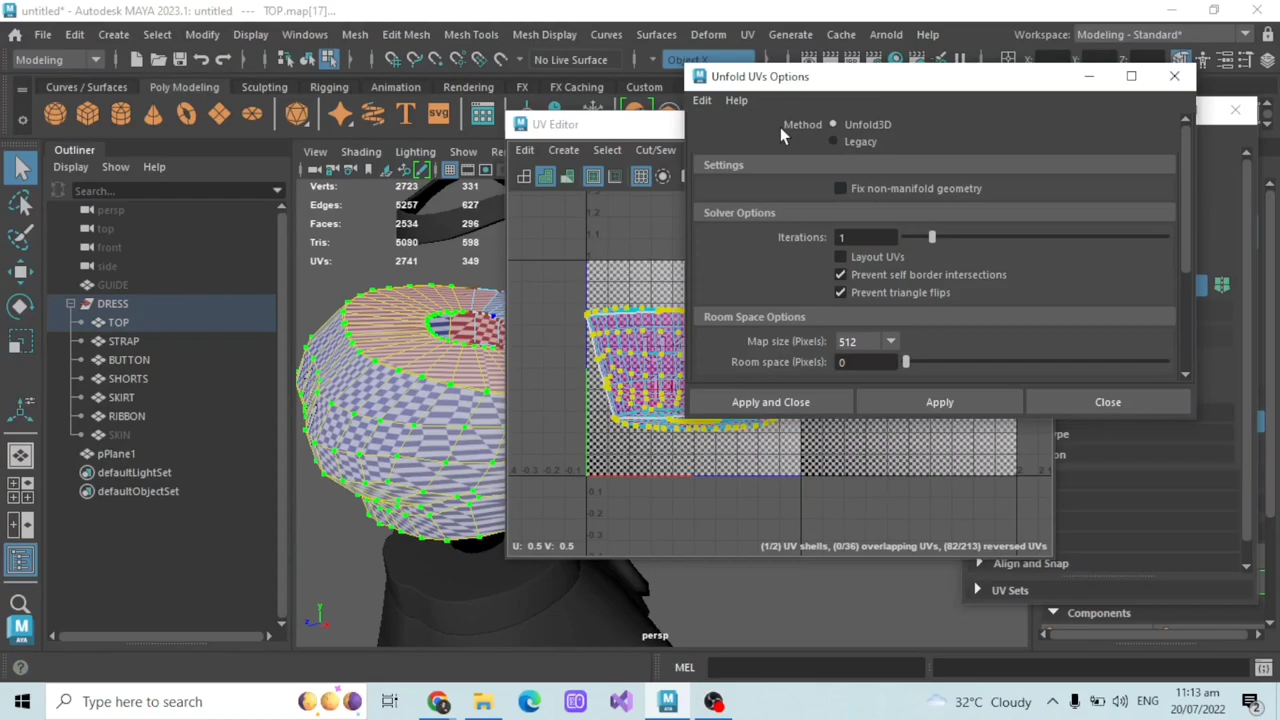 untitled* - Autodesk MAYA 2023.1: untitled --- TOP.map[17]...
File Edit Create Select Modify Display Windows Mesh Edit Mesh Mesh Tools Mesh Display Curves Surfaces Deform UV Generate Cache Arnold Help
Workspace: Modeling - Standard*
Modeling
No Live Surface
Object X
Curves / Surfaces Poly Modeling Sculpting Rigging Animation Rendering FX FX Caching Custom
svg
Unfold UVs Options
Edit Help
Method Unfold3D
Legacy
Settings
Fix non-manifold geometry
Solver Options
Iterations: 1
Layout UVs
Prevent self border intersections
Prevent triangle flips
Room Space Options
Map size (Pixels): 512
Room space (Pixels): 0
Apply and Close
Apply
Close
UV Editor
Edit Create Select Cut/Sew
Outliner
Display Show Help
Search...
persp
top
front
side
GUIDE
DRESS
TOP
STRAP
BUTTON
SHORTS
SKIRT
RIBBON
SKIN
pPlane1
defaultLightSet
defaultObjectSet
View Shading Lighting Show
Verts: 2723 331
Edges: 5257 627
Faces: 2534 296
Tris: 5090 598
UVs: 2741 349
U: 0.5 V: 0.5
(1/2) UV shells, (0/36) overlapping UVs, (82/213) reversed UVs
Align and Snap
UV Sets
Components
persp
MEL
Type here to search
32°C Cloudy
ENG
11:13 am
20/07/2022